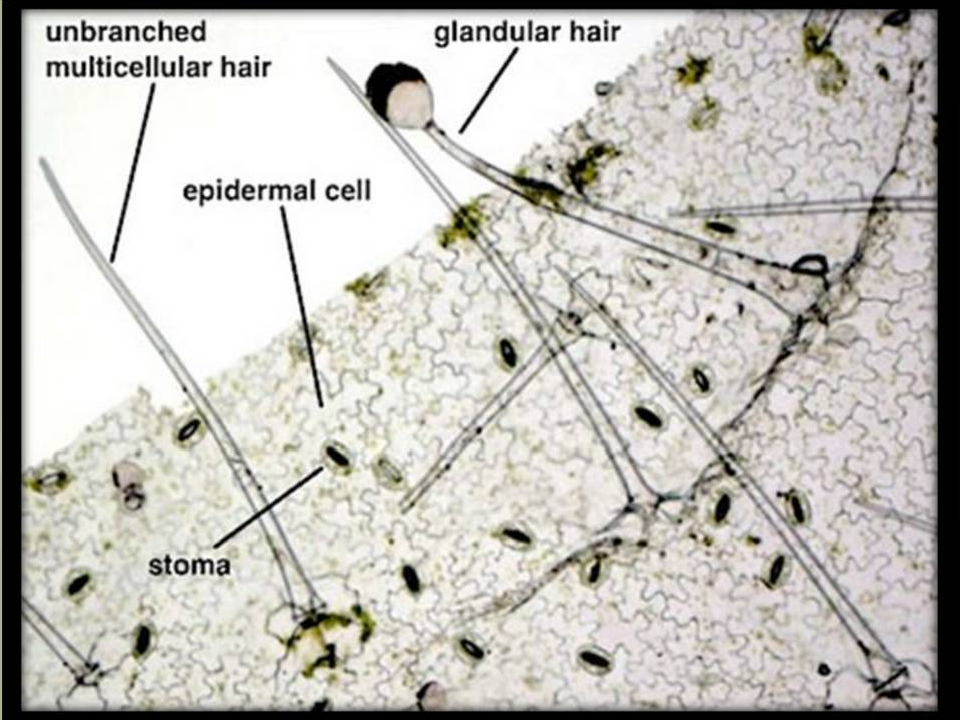 unbranched
multicellular hair
glandular hair
epidermal cell
stoma